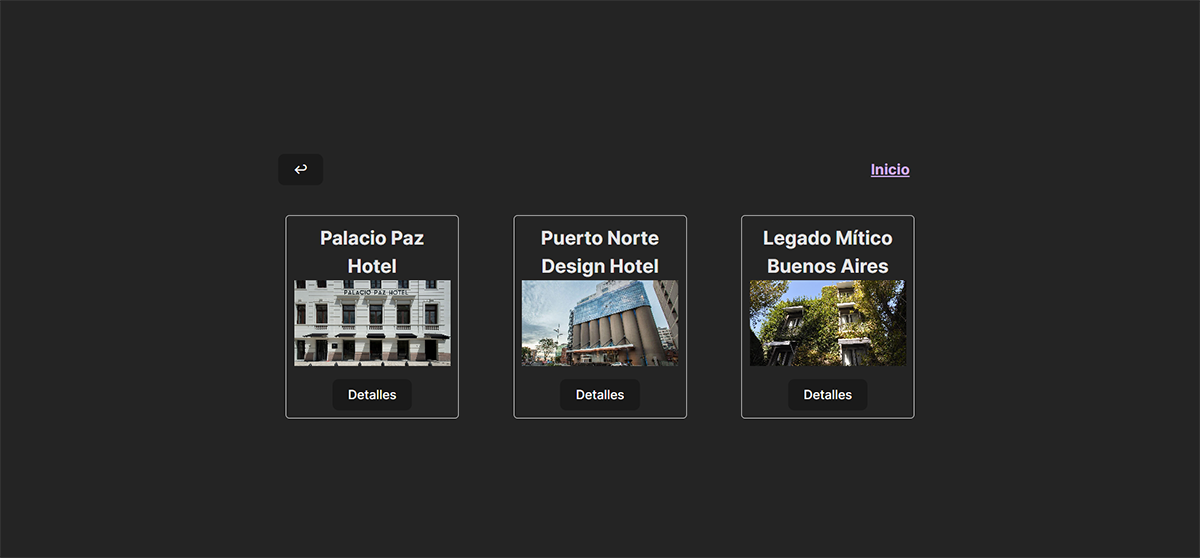 Inicio
Palacio Paz
Hotel
PALACIO PAZ HOTEL
Detalles
Puerto Norte
Design Hotel
Detalles
Legado Mítico
Buenos Aires
Detalles